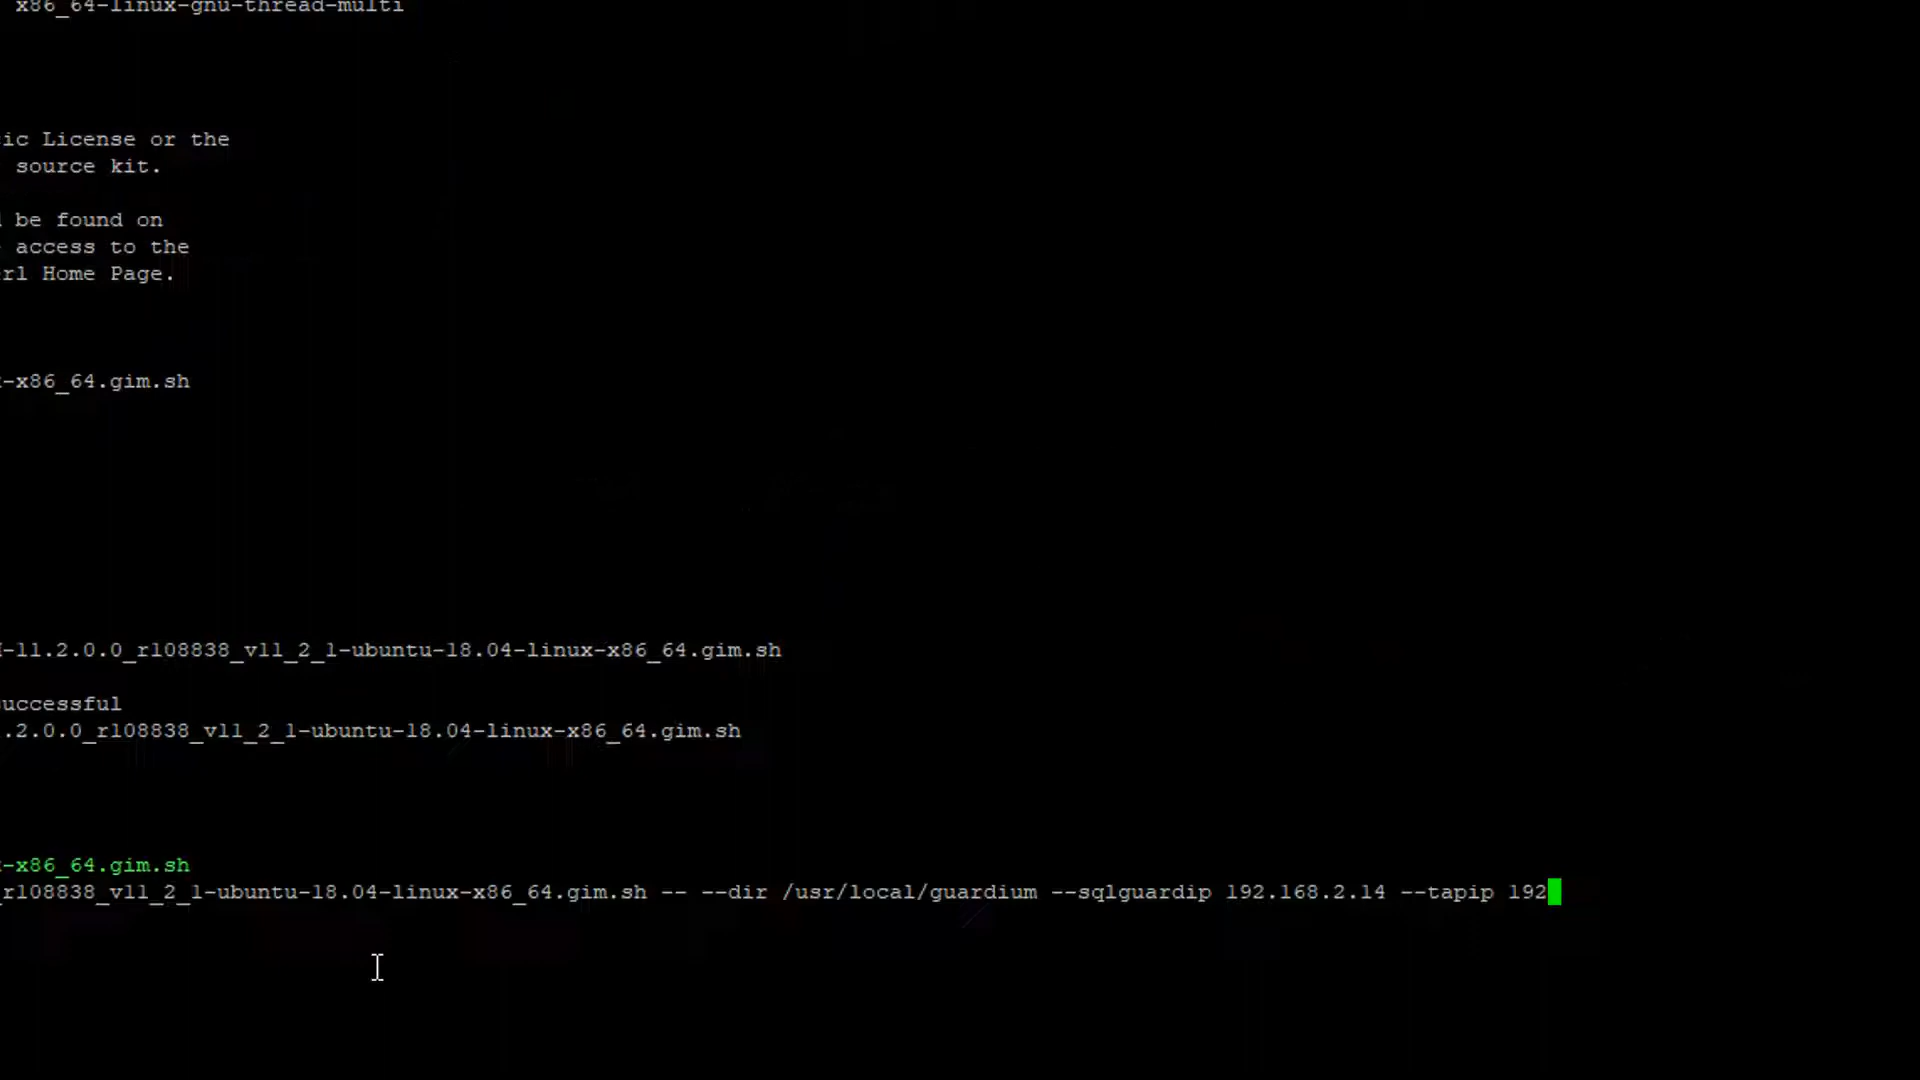 x86_64-linux-gnu-thread-multi
ic License or the
source kit.
be found on
access to the
rl Home Page.
-x86_64.gim.sh
-11.2.0.0_r108838_v11_2_1-ubuntu-18.04-linux-x86_64.gim.sh
uccessful
.2.0.0_r108838_v11_2_1-ubuntu-18.04-linux-x86_64.gim.sh
-x86_64.gim.sh
_r108838_v11_2_1-ubuntu-18.04-linux-x86_64.gim.sh -- --dir /usr/local/guardium --sqlguardip 192.168.2.14 --tapip 192